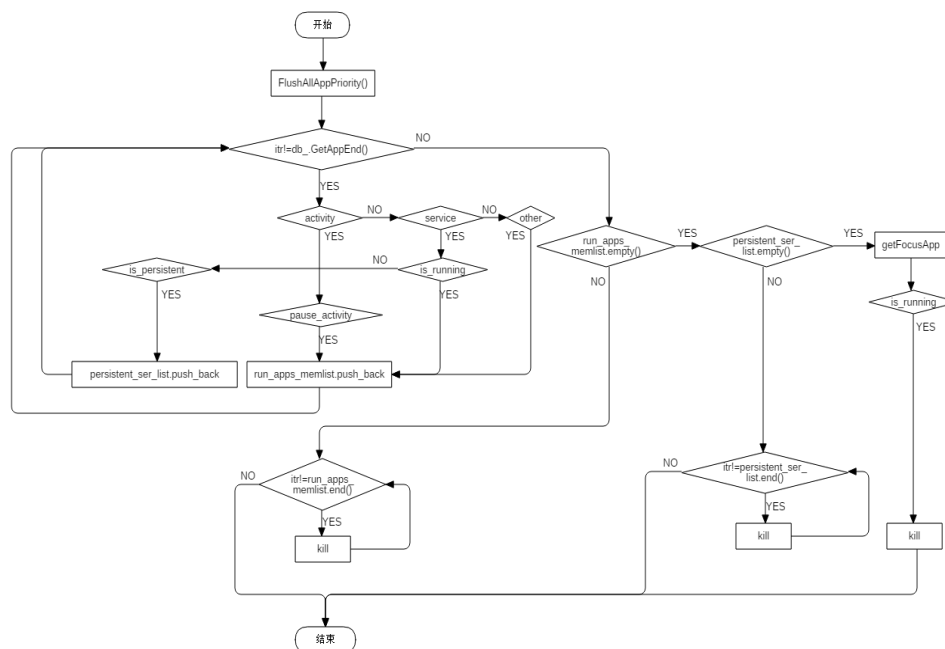 开始
FlushAllAppPriority()
itr!=db_.GetAppEnd()
NO
YES
activity
NO
service
NO
other
YES
YES
YES
run_apps_
memlist.empty()
YES
persistent_ser_
list.empty()
YES
getFocusApp
is_persistent
NO
is_running
NO
NO
is_running
YES
YES
YES
pause_activity
YES
persistent_ser_list.push_back
run_apps_memlist.push_back
NO
itr!=run_apps_
memlist.end()
NO
itr!=persistent_ser_
list.end()
YES
YES
kill
kill
kill
结束